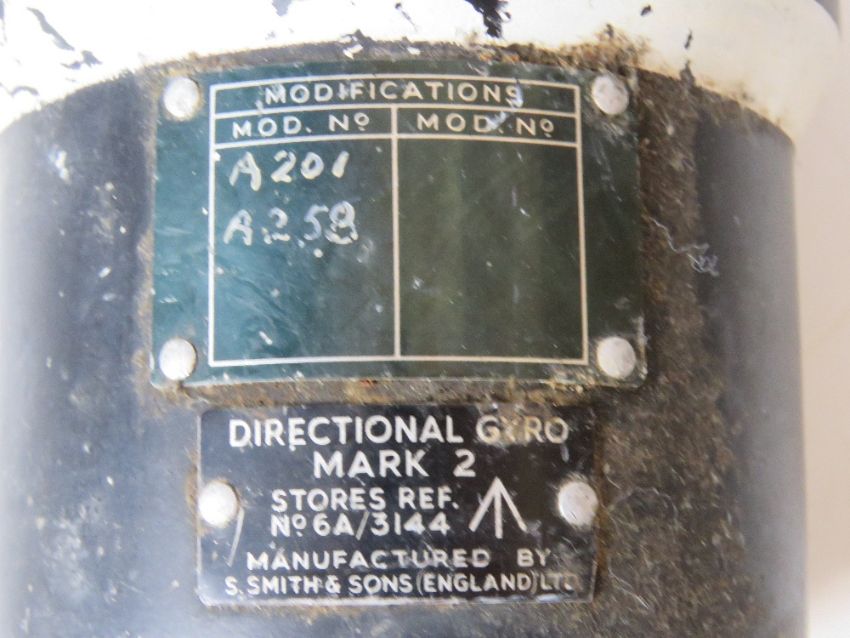 MODIFICATIONS
MOD. Nº MOD. Nº
A201
A258
DIRECTIONAL GYRO
MARK 2
STORES REF.
Nº 6A/3144
MANUFACTURED BY
S. SMITH & SONS (ENGLAND) LTD